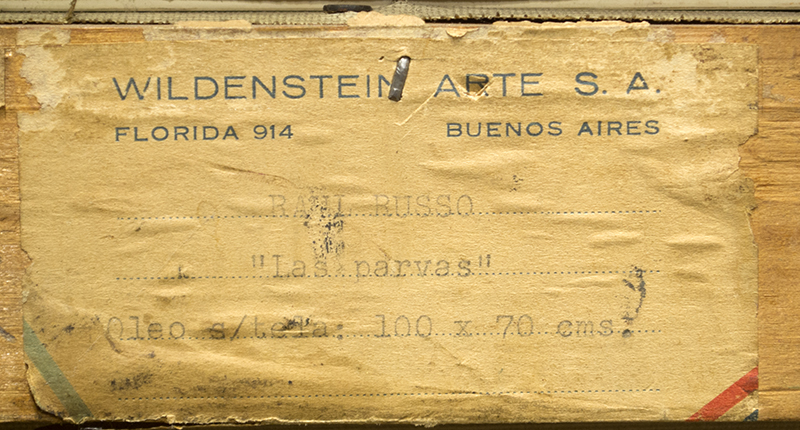 WILDENSTEIN ARTE S. A.
FLORIDA 914 BUENOS AIRES
RAUL RUSSO
"Las parvas"
Oleo s/tela: 100 x 70 cms.